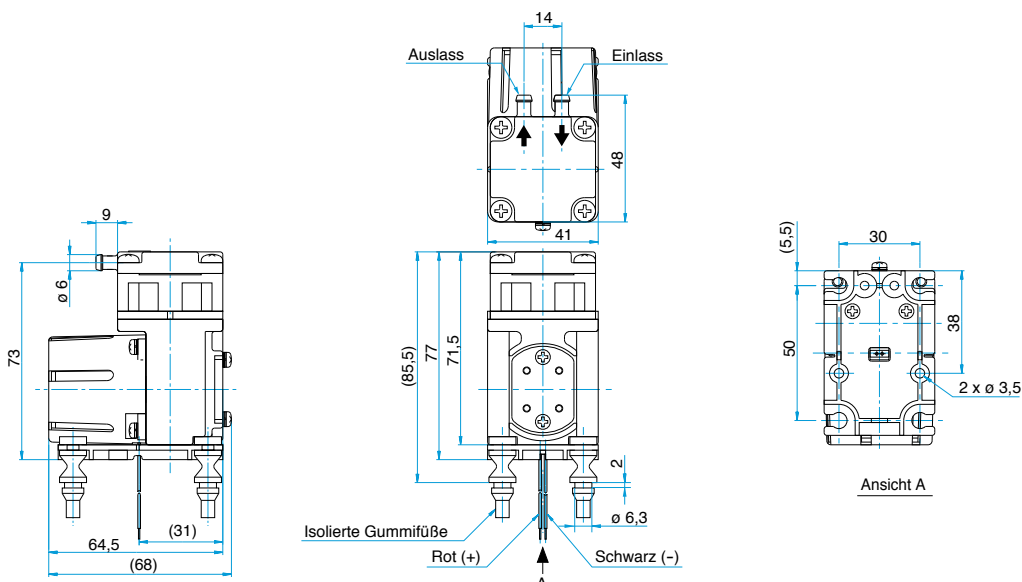 14
Auslass
Einlass
48
41
9
ø 6
73
(31)
64,5
(68)
(85,5)
77
71,5
2
ø 6,3
Isolierte Gummifüße
Rot (+)
Schwarz (-)
A
(5,5)
30
50
38
2 x ø 3,5
Ansicht A